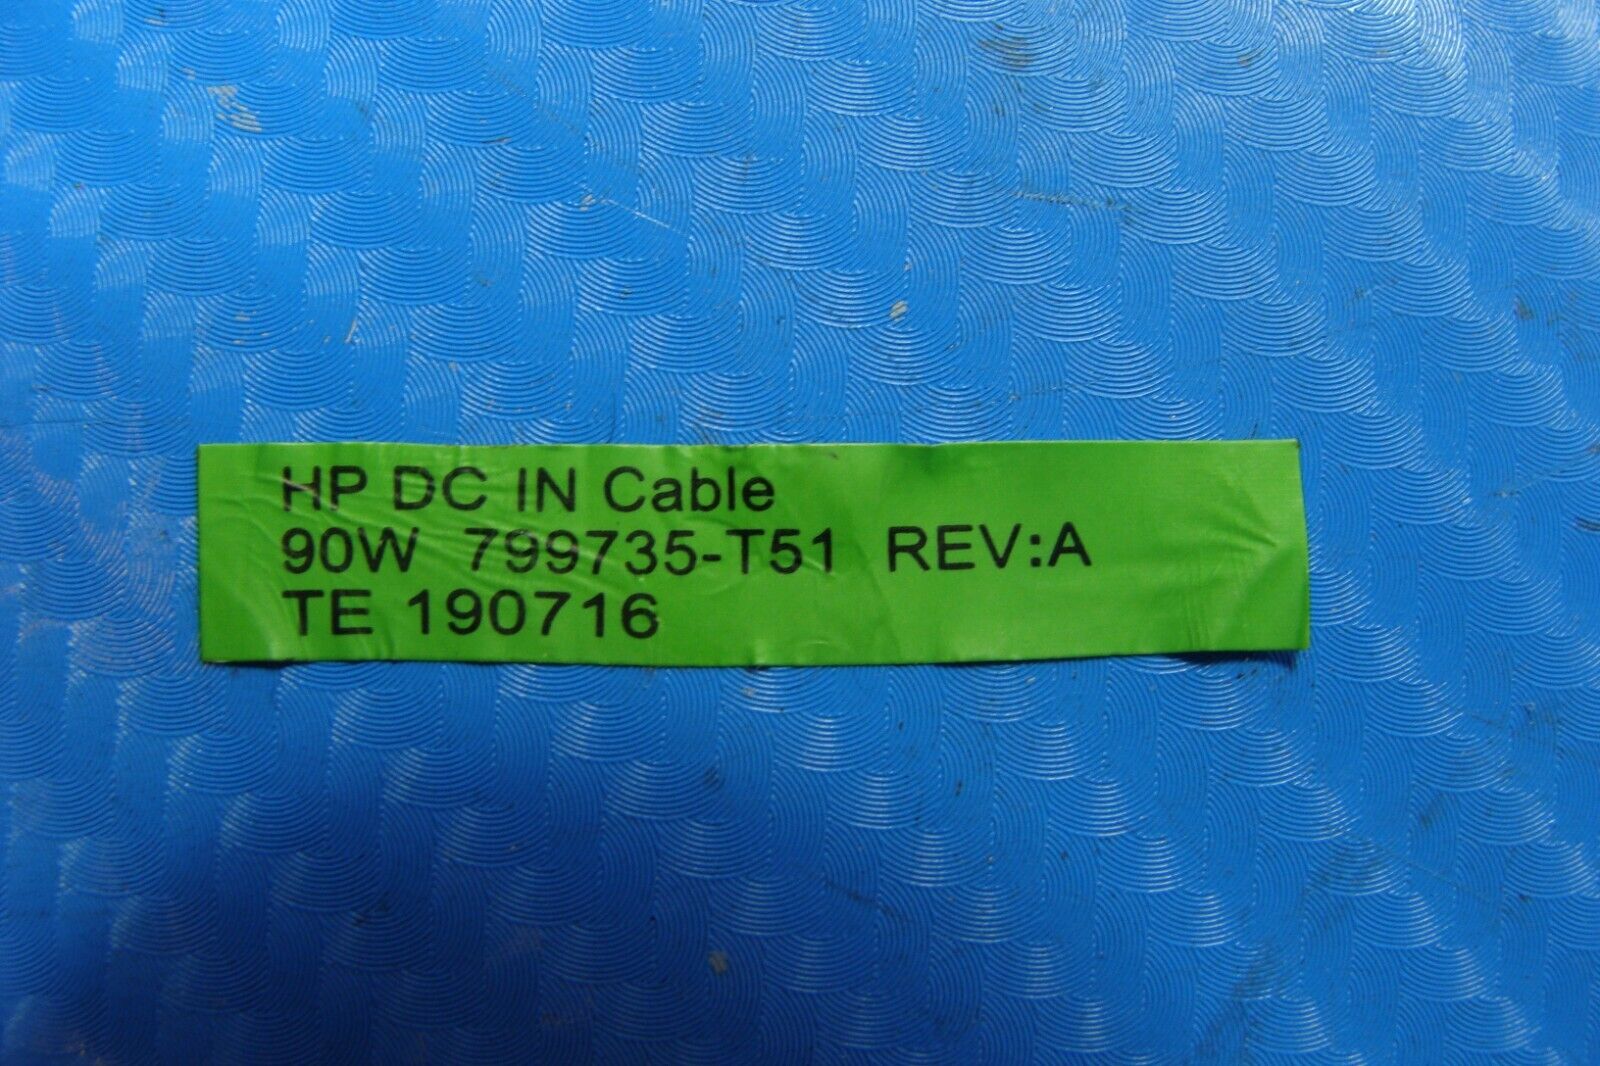 HP DC IN Cable
90W 799735-T51 REV:A
TE 190716